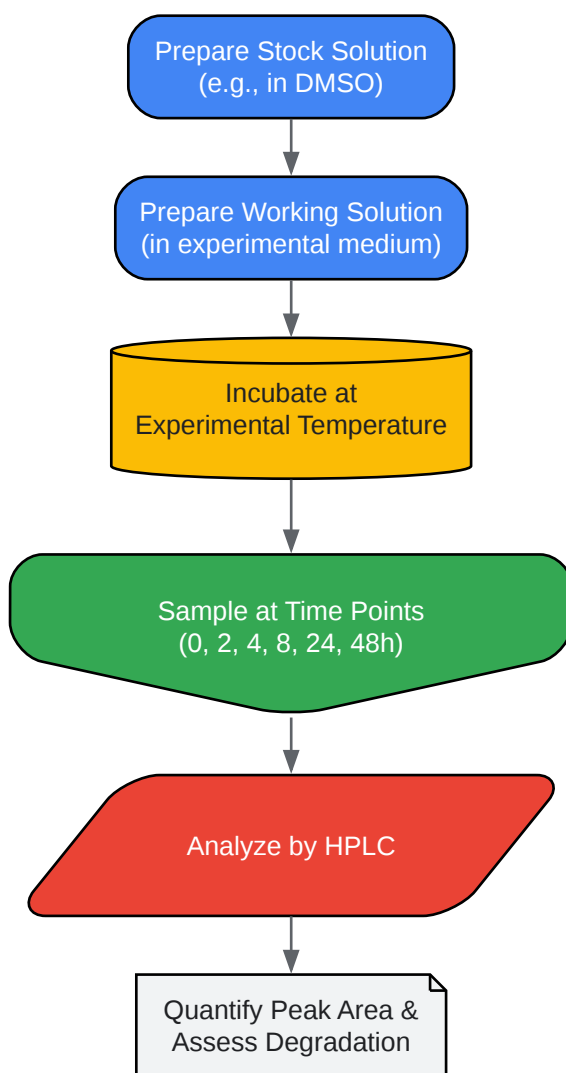 Prepare Stock Solution
(e.g., in DMSO)
Prepare Working Solution
(in experimental medium)
Incubate at
Experimental Temperature
Sample at Time Points
(0, 2, 4, 8, 24, 48h)
Analyze by HPLC
Quantify Peak Area &
Assess Degradation